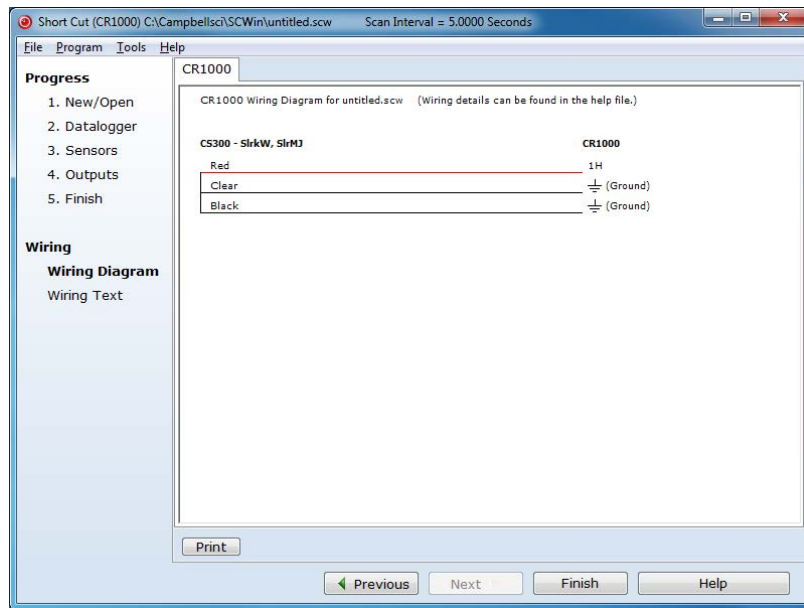 Short Cut (CR1000) C:\Campbellsci\SCWin\untitled.scw Scan Interval = 5.0000 Seconds
File Program Tools Help
Progress
1. New/Open
2. Datalogger
3. Sensors
4. Outputs
5. Finish
Wiring
Wiring Diagram
Wiring Text
CR1000
CR1000 Wiring Diagram for untitled.scw (Wiring details can be found in the help file.)
CS300 - SlrkW, SlrMJ CR1000
Red 1H
Clear (Ground)
Black (Ground)
Print
Previous Next Finish Help